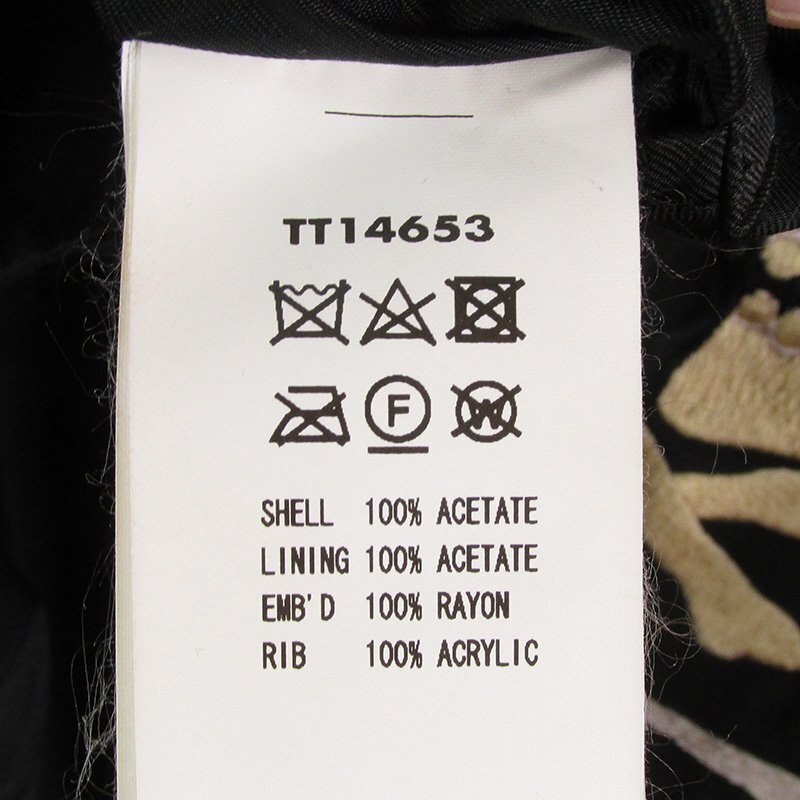 TT14653
F W
SHELL 100% ACETATE
LINING 100% ACETATE
EMB'D 100% RAYON
RIB 100% ACRYLIC